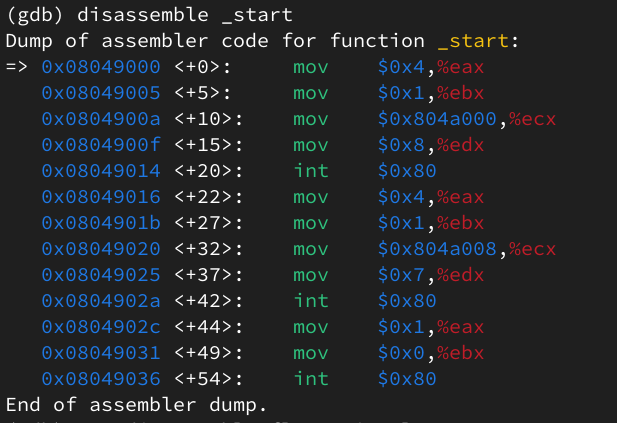 (gdb) disassemble _start
Dump of assembler code for function _start:
=> 0x08049000 <+0>:     mov    $0x4,%eax
   0x08049005 <+5>:     mov    $0x1,%ebx
   0x0804900a <+10>:    mov    $0x804a000,%ecx
   0x0804900f <+15>:    mov    $0x8,%edx
   0x08049014 <+20>:    int    $0x80
   0x08049016 <+22>:    mov    $0x4,%eax
   0x0804901b <+27>:    mov    $0x1,%ebx
   0x08049020 <+32>:    mov    $0x804a008,%ecx
   0x08049025 <+37>:    mov    $0x7,%edx
   0x0804902a <+42>:    int    $0x80
   0x0804902c <+44>:    mov    $0x1,%eax
   0x08049031 <+49>:    mov    $0x0,%ebx
   0x08049036 <+54>:    int    $0x80
End of assembler dump.